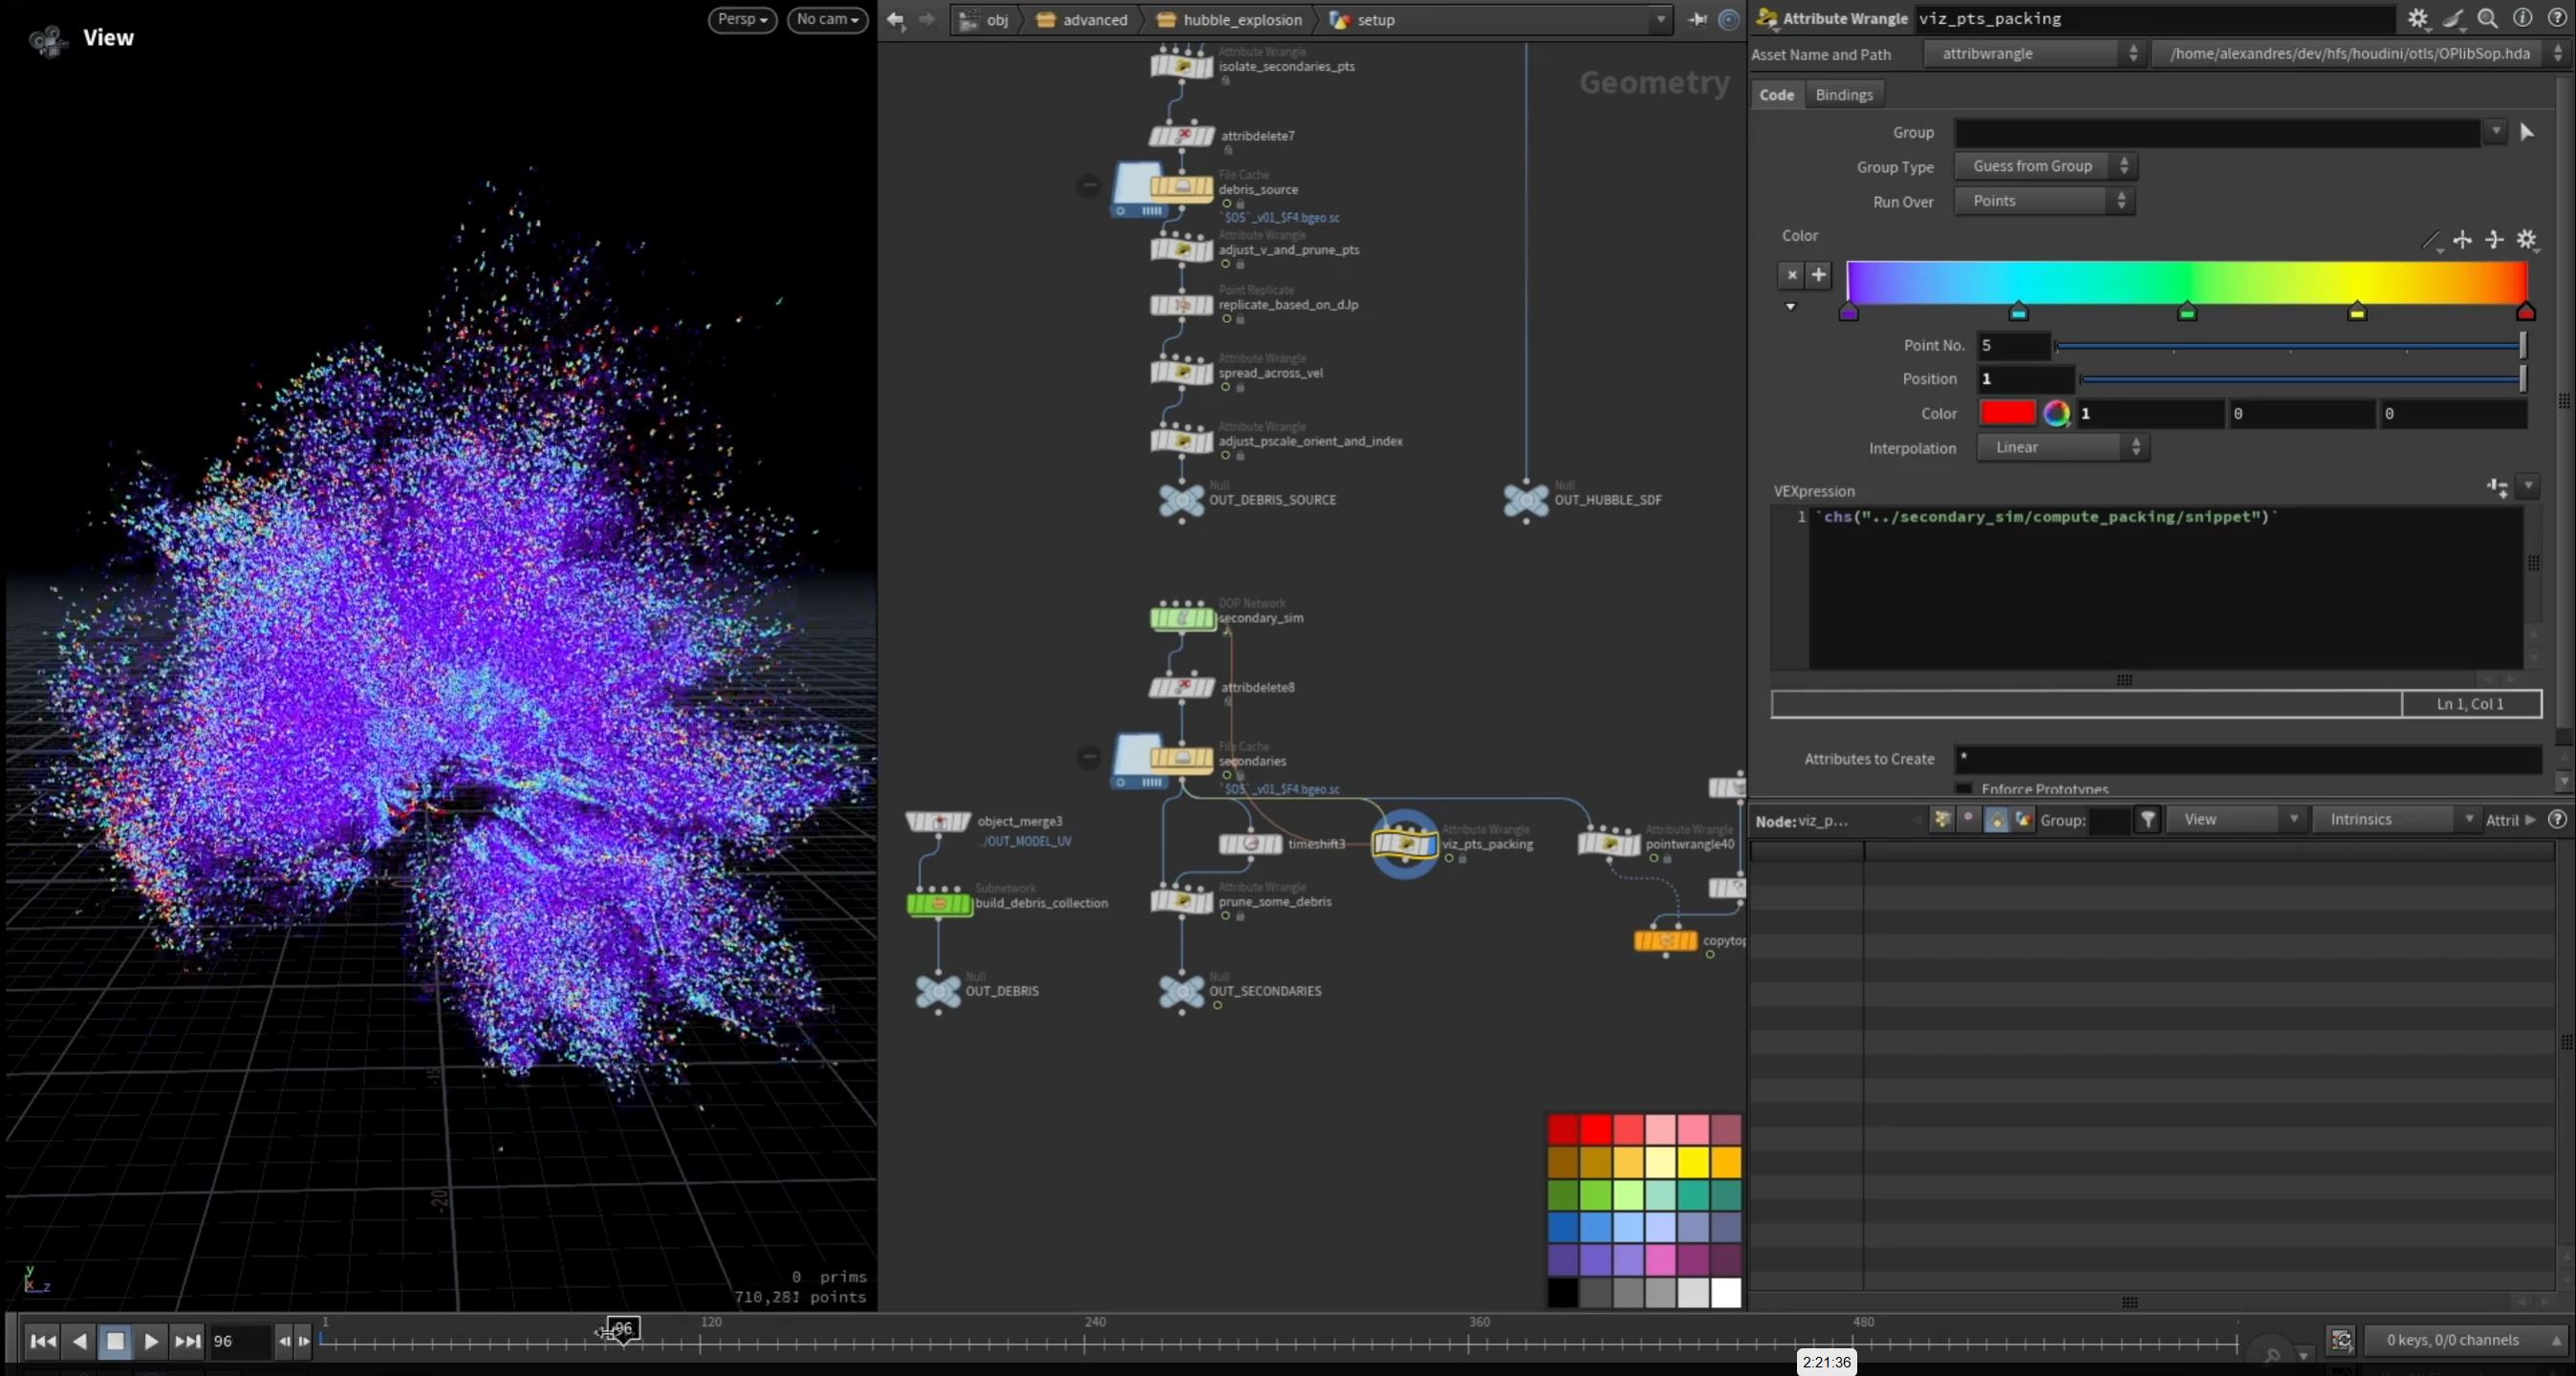 View
Persp
No cam
0 prims
710,281 points
y
x
z
-15
-20
obj
advanced
hubble_explosion
setup
Geometry
Attribute Wrangle
isolate_secondaries_pts
attribdelete7
File Cache
debris_source
`$OS`_v01_$F4.bgeo.sc
Attribute Wrangle
adjust_v_and_prune_pts
Point Replicate
replicate_based_on_dJp
Attribute Wrangle
spread_across_vel
Attribute Wrangle
adjust_pscale_orient_and_index
Null
OUT_DEBRIS_SOURCE
Null
OUT_HUBBLE_SDF
DOP Network
secondary_sim
attribdelete8
File Cache
secondaries
`$OS`_v01_$F4.bgeo.sc
object_merge3
../OUT_MODEL_UV
timeshift3
Attribute Wrangle
viz_pts_packing
Attribute Wrangle
pointwrangle40
Subnetwork
build_debris_collection
Attribute Wrangle
prune_some_debris
copytop
Null
OUT_DEBRIS
Null
OUT_SECONDARIES
Attribute Wrangle viz_pts_packing
Asset Name and Path attribwrangle /home/alexandres/dev/hfs/houdini/otls/OPlibSop.hda
Code Bindings
Group
Group Type Guess from Group
Run Over Points
Color
Point No. 5
Position 1
Color 1 0 0
Interpolation Linear
VEXpression
1 `chs("../secondary_sim/compute_packing/snippet")`
Ln 1, Col 1
Attributes to Create *
Enforce Prototypes
Node: viz_p... Group: View Intrinsics Attri
96
1 96 120 240 360 480
0 keys, 0/0 channels
2:21:36